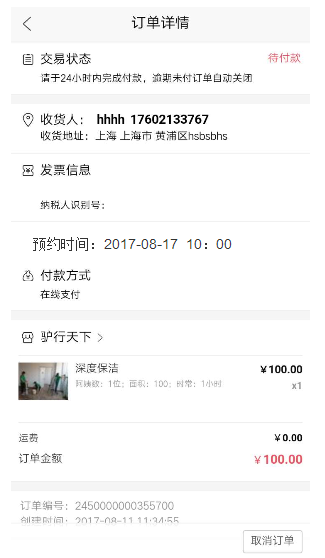 订单详情
交易状态
待付款
请于24小时内完成付款，逾期未付订单自动关闭
收货人： hhhh 17602133767
收货地址：上海 上海市 黄浦区hsbsbhs
发票信息
纳税人识别号：
预约时间：2017-08-17 10：00
付款方式
在线支付
驴行天下
深度保洁 ￥100.00
阿姨数：1位；面积：100；时常：1小时 x1
运费 ￥0.00
订单金额 ￥100.00
订单编号：2450000000355700
创建时间：2017-08-11 11:34:55
取消订单